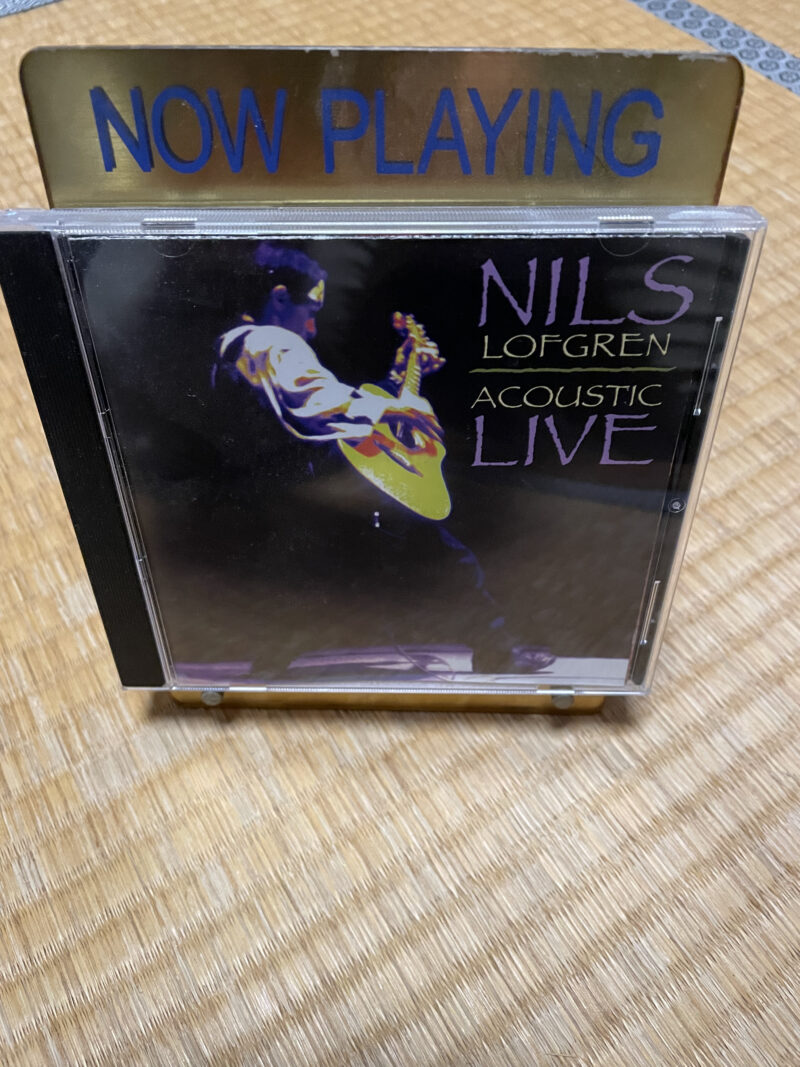 NOW PLAYING
NILS
LOFGREN
ACOUSTIC
LIVE